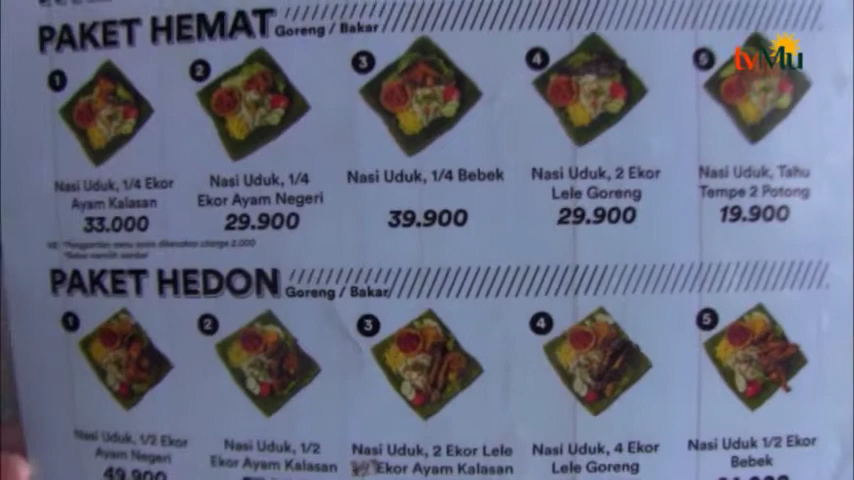 tvMu
PAKET HEMAT Goreng / Bakar
1 2 3 4 5
Nasi Uduk, 1/4 Ekor
Ayam Kalasan
33.000
Nasi Uduk, 1/4
Ekor Ayam Negeri
29.900
Nasi Uduk, 1/4 Bebek
39.900
Nasi Uduk, 2 Ekor
Lele Goreng
29.900
Nasi Uduk, Tahu
Tempe 2 Potong
19.900
PAKET HEDON Goreng / Bakar
1 2 3 4 5
Nasi Uduk, 1/2 Ekor
Ayam Negeri
49.900
Nasi Uduk, 1/2
Ekor Ayam Kalasan
Nasi Uduk, 2 Ekor Lele
Ekor Ayam Kalasan
Nasi Uduk, 4 Ekor
Lele Goreng
Nasi Uduk 1/2 Ekor
Bebek